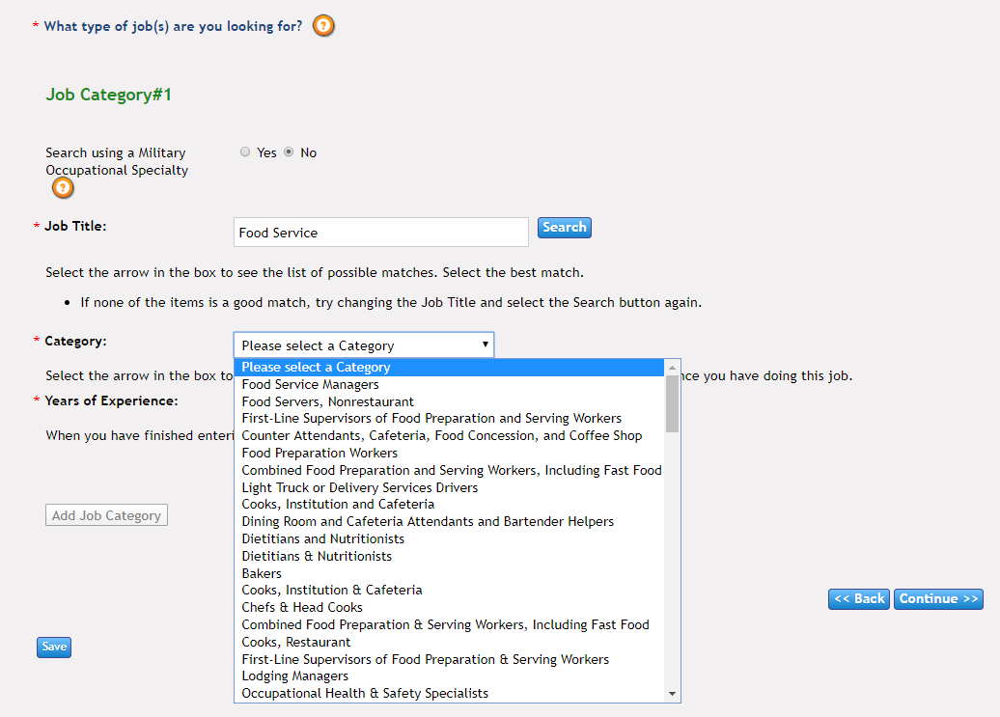 * What type of job(s) are you looking for? ?
Job Category#1
Search using a Military
Occupational Specialty
?
Yes No
* Job Title:
Food Service
Search
Select the arrow in the box to see the list of possible matches. Select the best match.
• If none of the items is a good match, try changing the Job Title and select the Search button again.
* Category:
Please select a Category
Select the arrow in the box to
nce you have doing this job.
* Years of Experience:
When you have finished enteri
Please select a Category
Food Service Managers
Food Servers, Nonrestaurant
First-Line Supervisors of Food Preparation and Serving Workers
Counter Attendants, Cafeteria, Food Concession, and Coffee Shop
Food Preparation Workers
Combined Food Preparation and Serving Workers, Including Fast Food
Light Truck or Delivery Services Drivers
Cooks, Institution and Cafeteria
Dining Room and Cafeteria Attendants and Bartender Helpers
Dietitians and Nutritionists
Dietitians & Nutritionists
Bakers
Cooks, Institution & Cafeteria
Chefs & Head Cooks
Combined Food Preparation & Serving Workers, Including Fast Food
Cooks, Restaurant
First-Line Supervisors of Food Preparation & Serving Workers
Lodging Managers
Occupational Health & Safety Specialists
Add Job Category
<< Back
Continue >>
Save